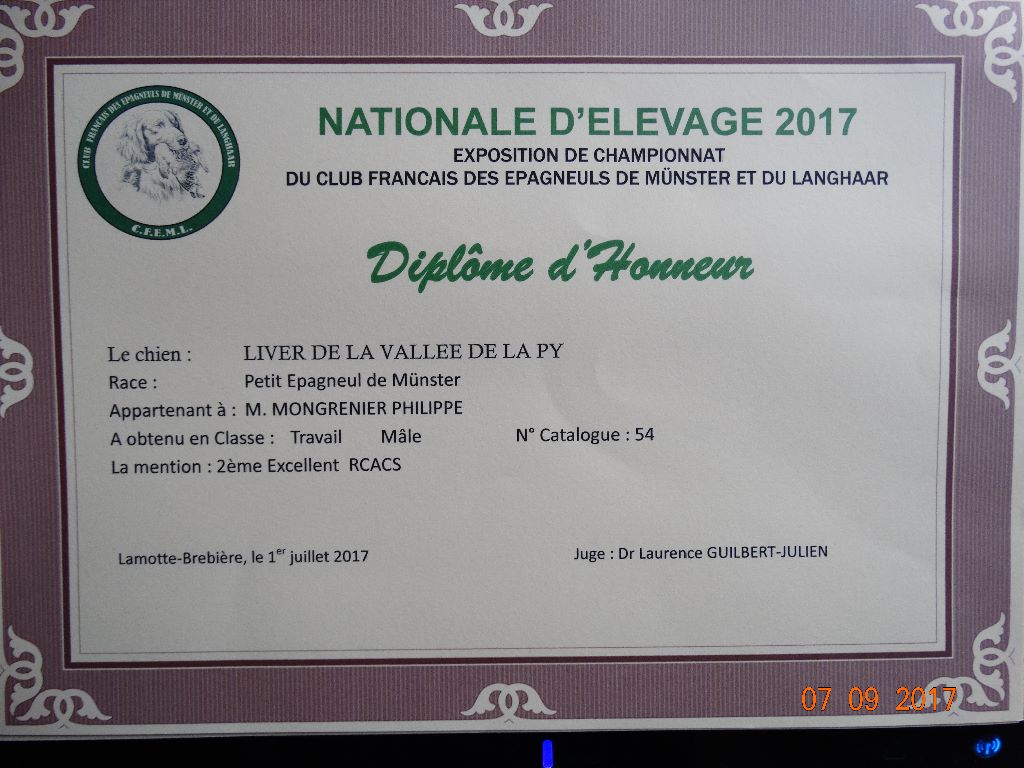 CLUB FRANCAIS DES EPAGNEULS DE MÜNSTER ET DU LANGHAAR
C.F.E.M.L.
NATIONALE D'ELEVAGE 2017
EXPOSITION DE CHAMPIONNAT
DU CLUB FRANCAIS DES EPAGNEULS DE MÜNSTER ET DU LANGHAAR
Diplôme d'Honneur
Le chien : LIVER DE LA VALLEE DE LA PY
Race : Petit Epagneul de Münster
Appartenant à : M. MONGRENIER PHILIPPE
A obtenu en Classe : Travail Mâle N° Catalogue : 54
La mention : 2ème Excellent RCACS
Lamotte-Brebière, le 1er juillet 2017 Juge : Dr Laurence GUILBERT-JULIEN
07 09 2017